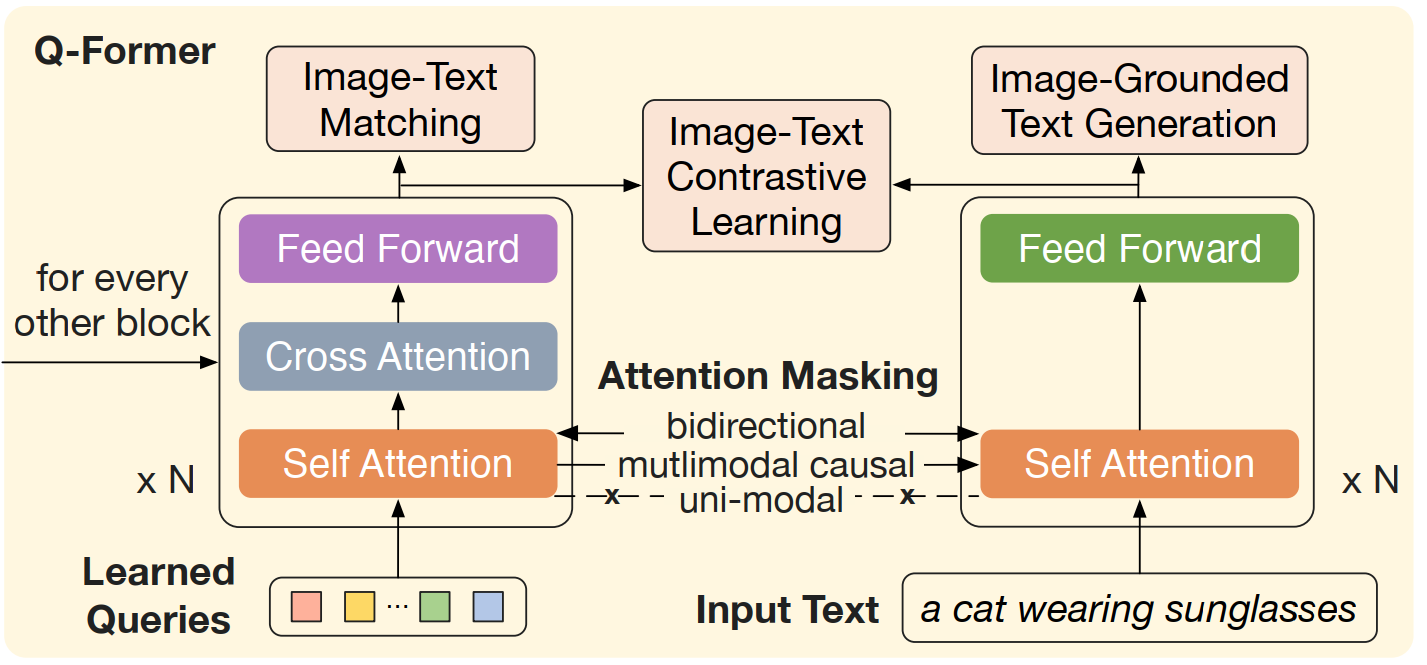 Q-Former
Image-Text
Matching
Image-Text
Contrastive
Learning
Image-Grounded
Text Generation
Feed Forward
Feed Forward
for every
other block
Cross Attention
Attention Masking
bidirectional
Self Attention
mutlimodal causal
Self Attention
x N
x uni-modal x
x N
Learned
Queries
...
Input Text
a cat wearing sunglasses